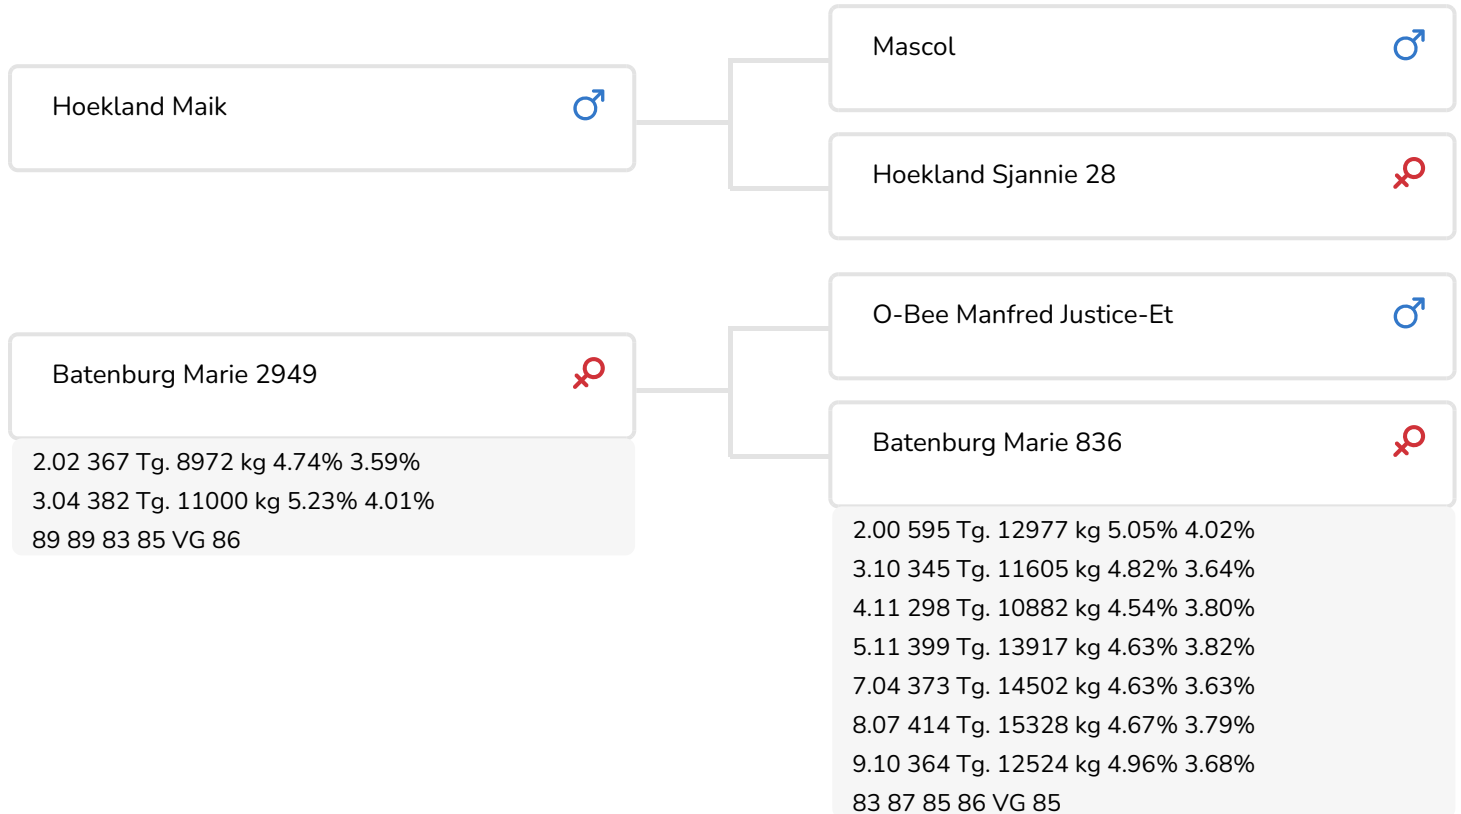 Hoekland Maik
Mascol
Hoekland Sjannie 28
Batenburg Marie 2949
2.02 367 Tg. 8972 kg 4.74% 3.59%
3.04 382 Tg. 11000 kg 5.23% 4.01%
89 89 83 85 VG 86
O-Bee Manfred Justice-Et
Batenburg Marie 836
2.00 595 Tg. 12977 kg 5.05% 4.02%
3.10 345 Tg. 11605 kg 4.82% 3.64%
4.11 298 Tg. 10882 kg 4.54% 3.80%
5.11 399 Tg. 13917 kg 4.63% 3.82%
7.04 373 Tg. 14502 kg 4.63% 3.63%
8.07 414 Tg. 15328 kg 4.67% 3.79%
9.10 364 Tg. 12524 kg 4.96% 3.68%
83 87 85 86 VG 85